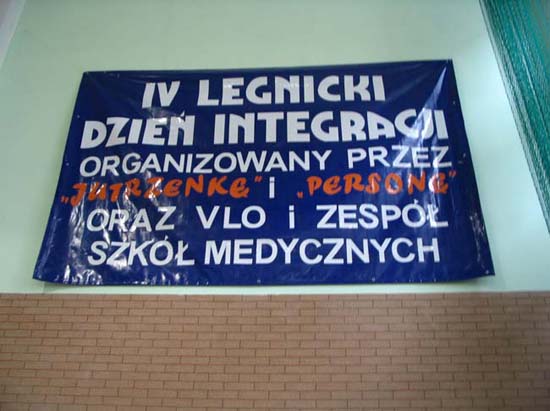 IV LEGNICKI
DZIEŃ INTEGRACJI
ORGANIZOWANY PRZEZ
„JUTRZENKĘ" i „PERSONĘ"
ORAZ VLO i ZESPÓŁ
SZKÓŁ MEDYCZNYCH